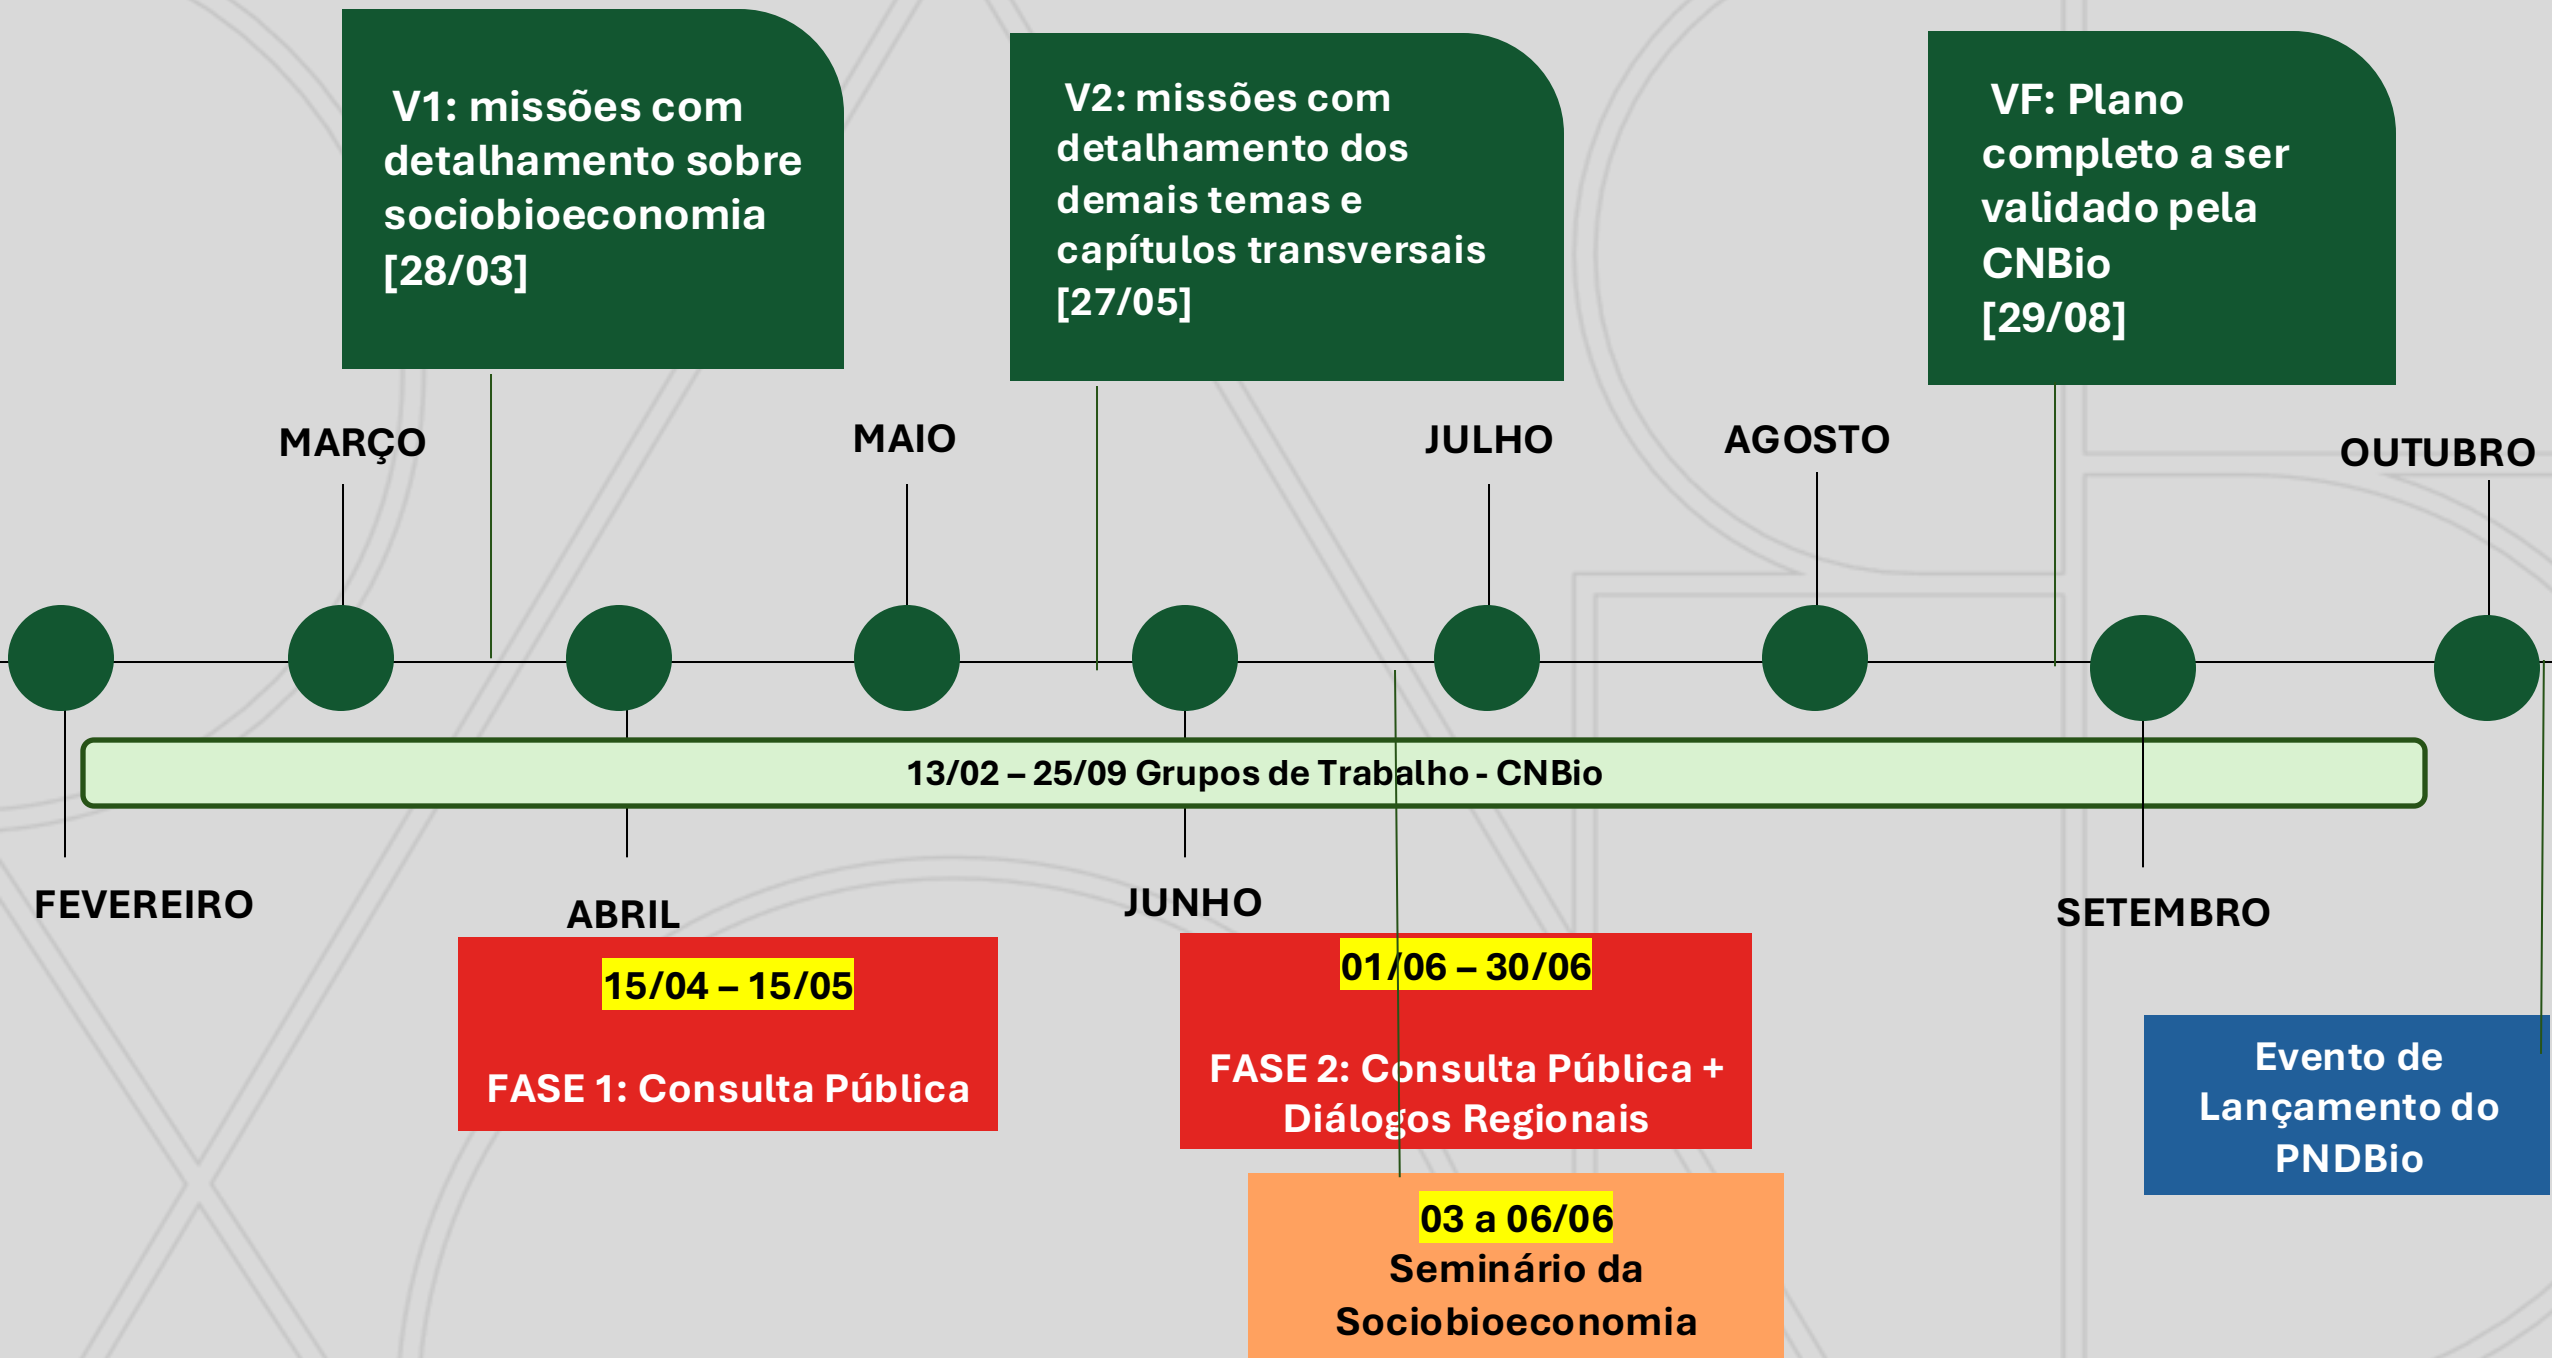 V1: missões com
detalhamento sobre
sociobioeconomia
[28/03]
V2: missões com
detalhamento dos
demais temas e
capítulos transversais
[27/05]
VF: Plano
completo a ser
validado pela
CNBio
[29/08]
MARÇO
MAIO
JULHO
AGOSTO
OUTUBRO
13/02 – 25/09 Grupos de Trabalho - CNBio
FEVEREIRO
ABRIL
JUNHO
SETEMBRO
15/04 – 15/05
FASE 1: Consulta Pública
01/06 – 30/06
FASE 2: Consulta Pública +
Diálogos Regionais
03 a 06/06
Seminário da
Sociobioeconomia
Evento de
Lançamento do
PNDBio